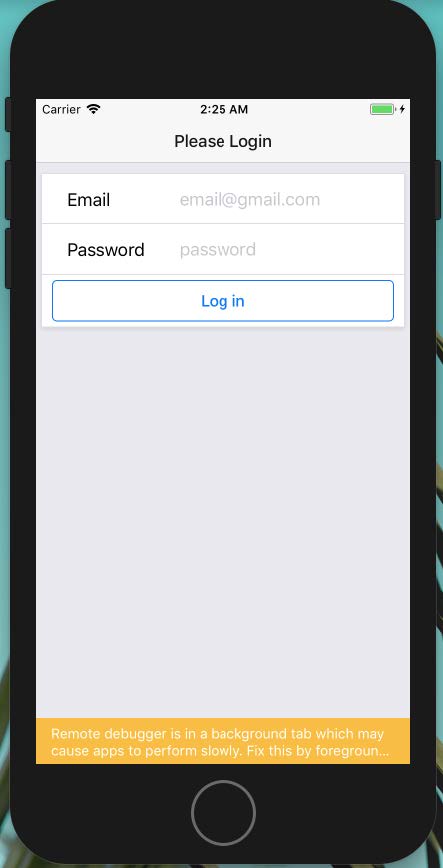 Carrier 2:25 AM
Please Login
Email email@gmail.com
Password password
Log in
Remote debugger is in a background tab which may
cause apps to perform slowly. Fix this by foregroun...